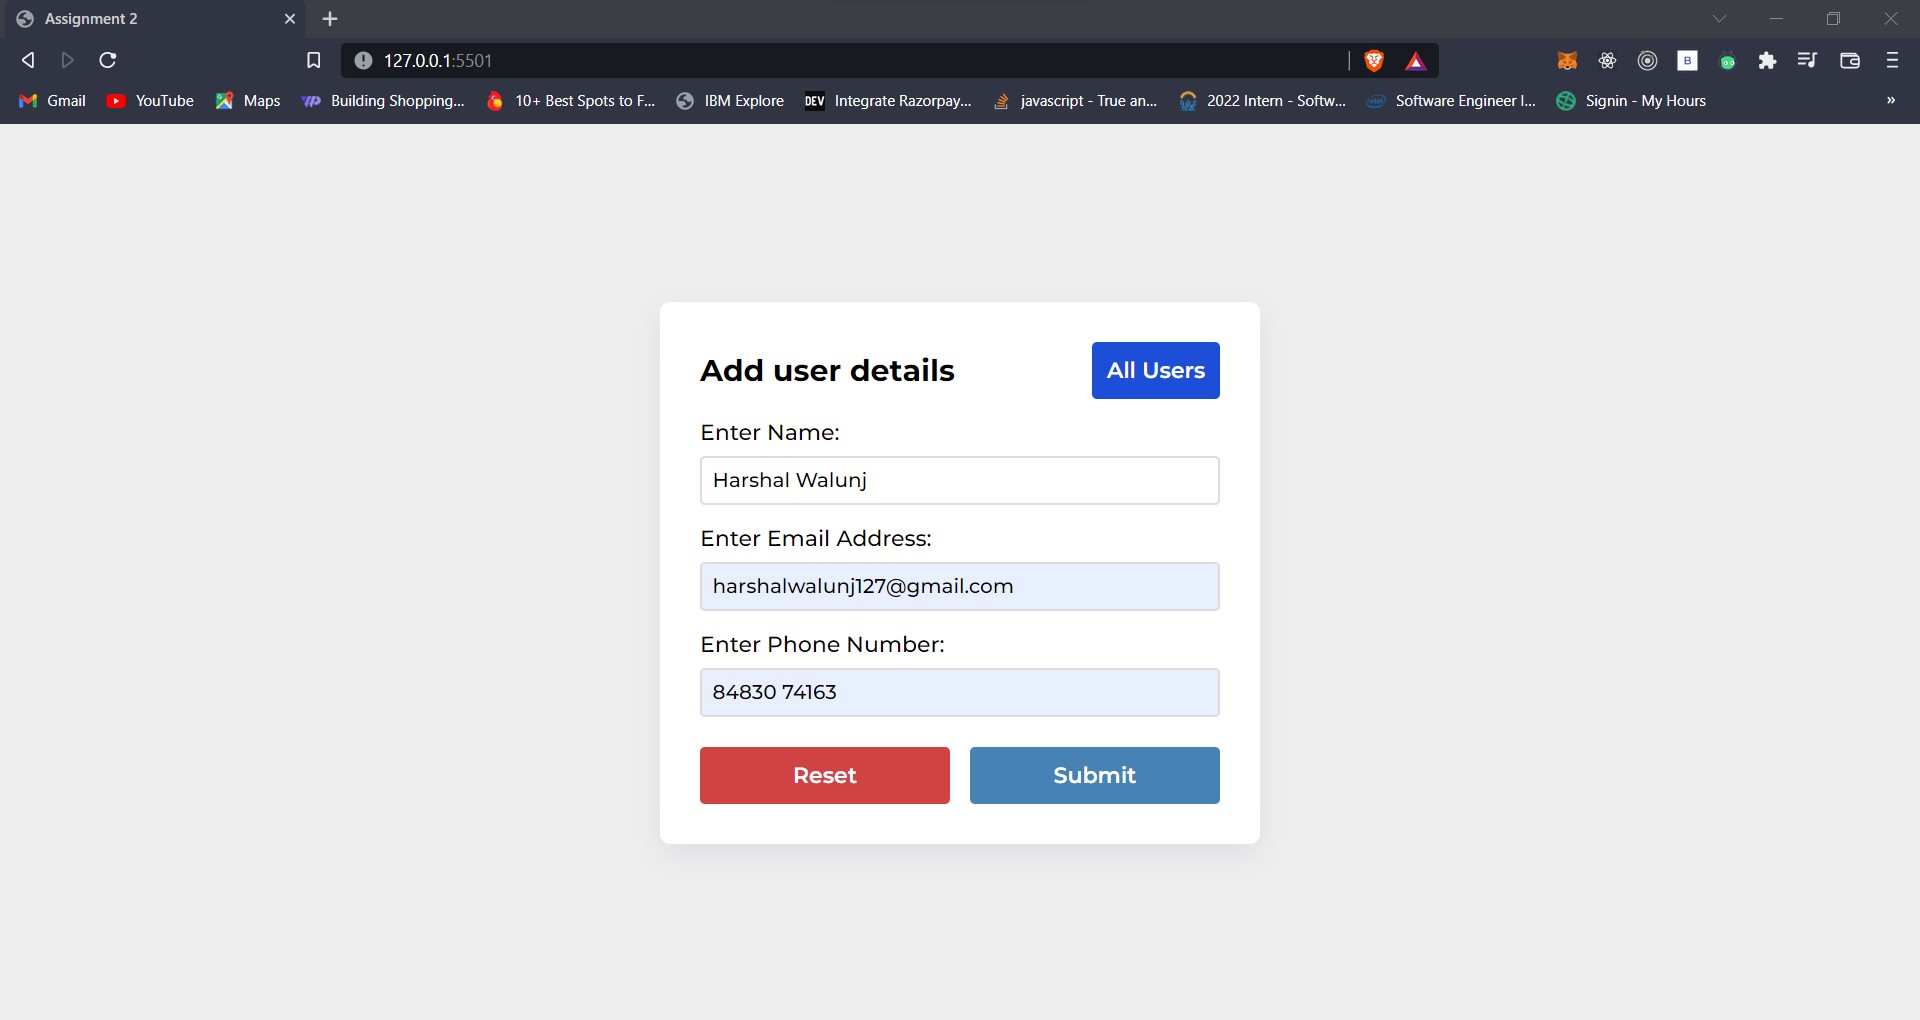 Assignment 2
127.0.0.1:5501
Gmail YouTube Maps Building Shopping... 10+ Best Spots to F... IBM Explore DEV Integrate Razorpay... javascript - True an... 2022 Intern - Softw... Software Engineer I... Signin - My Hours »
Add user details All Users
Enter Name:
Harshal Walunj
Enter Email Address:
harshalwalunj127@gmail.com
Enter Phone Number:
84830 74163
Reset Submit